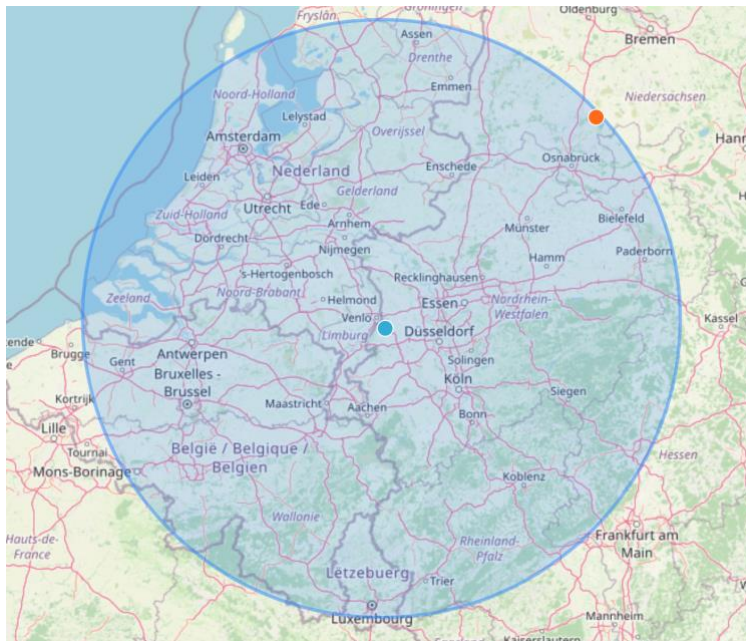 Groningen
Fryslân
Oldenburg
Assen
Bremen
Drenthe
Noord-Holland
Emmen
Niedersachsen
Lelystad
Amsterdam
Overijssel
Osnabrück
Enschede
Leiden
Nederland
Gelderland
Utrecht
Ede
Zuid-Holland
Arnhem
Bielefeld
Münster
Dordrecht
Nijmegen
Paderborn
Hamm
's-Hertogenbosch
Recklinghausen
Noord-Brabant
Zeeland
Helmond
Essen
Nordrhein-
Westfalen
Venlo
Kassel
Limburg
Düsseldorf
Brugge
Antwerpen
Gent
Solingen
Bruxelles -
Brussel
Köln
Siegen
Kortrijk
Maastricht
Aachen
Bonn
Lille
Tournai
België / Belgique /
Belgien
Hessen
Mons-Borinage
Koblenz
Wallonie
Frankfurt am
Main
Hauts-de-
France
Rheinland-
Pfalz
Lëtzebuerg
Trier
Luxembourg
Mannheim
Kaiserslautern